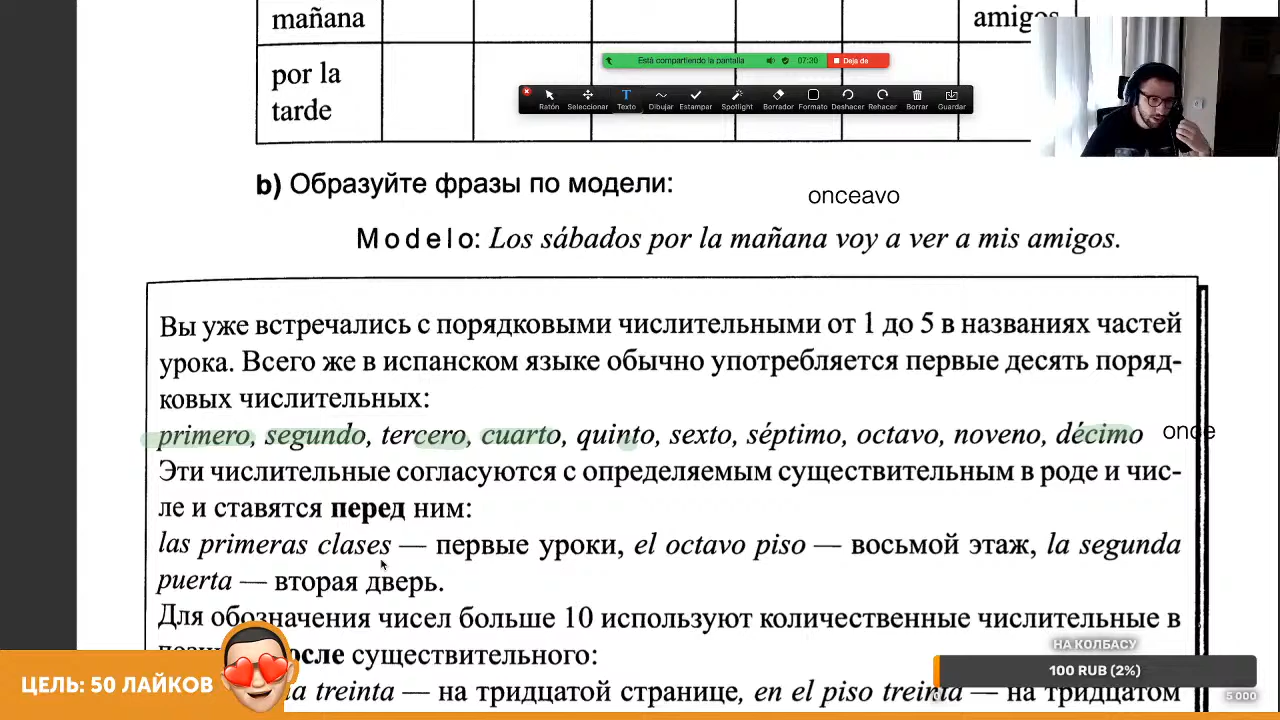 mañana
amigos
por la
tarde
Está compartiendo la pantalla
07:20
Deja de
Ratón Seleccionar Texto Dibujar Estampar Spotlight Borrador Formato Deshacer Rehacer Borrar Guardar
b) Образуйте фразы по модели:
onceavo
Modelo: Los sábados por la mañana voy a ver a mis amigos.
Вы уже встречались с порядковыми числительными от 1 до 5 в названиях частей
урока. Всего же в испанском языке обычно употребляется первые десять поряд-
ковых числительных:
primero, segundo, tercero, cuarto, quinto, sexto, séptimo, octavo, noveno, décimo
once
Эти числительные согласуются с определяемым существительным в роде и чис-
ле и ставятся перед ним:
las primeras clases — первые уроки, el octavo piso — восьмой этаж, la segunda
puerta — вторая дверь.
Для обозначения чисел больше 10 используют количественные числительные в
после существительного:
НА КОЛБАСУ
100 RUB (2%)
5 000
ЦЕЛЬ: 50 ЛАЙКОВ
treinta — на тридцатой странице, en el piso treinta — на тридцатом